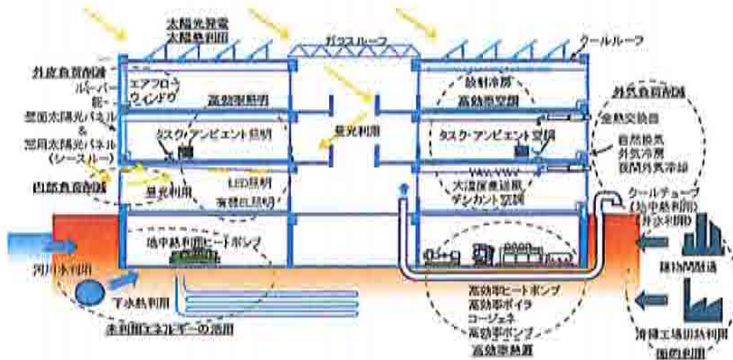 太陽光発電
太陽熱利用
ガラスルーフ
クールルーフ
外皮負荷削減
ルーバー
庇
壁面太陽光パネル
&
窓用太陽光パネル
(シースルー)
エアフロー
ウィンドウ
高効率照明
放射冷房
高効率空調
外気負荷削減
全熱交換器
タスク・アンビエント照明
昼光利用
タスク・アンビエント空調
自然換気
外気冷房
夜間外気冷却
内部負荷削減
昼光利用
LED照明
有機EL照明
大温度差送風
デシカント空調
クールチューブ
(地中熱利用)
(井水利用)
地中熱利用ヒートポンプ
河川水利用
下水熱利用
未利用エネルギーの活用
高効率ヒートポンプ
高効率ボイラ
コージェネ
高効率ポンプ
高効率熱源
建物間融通
清掃工場排熱利用
面的利用